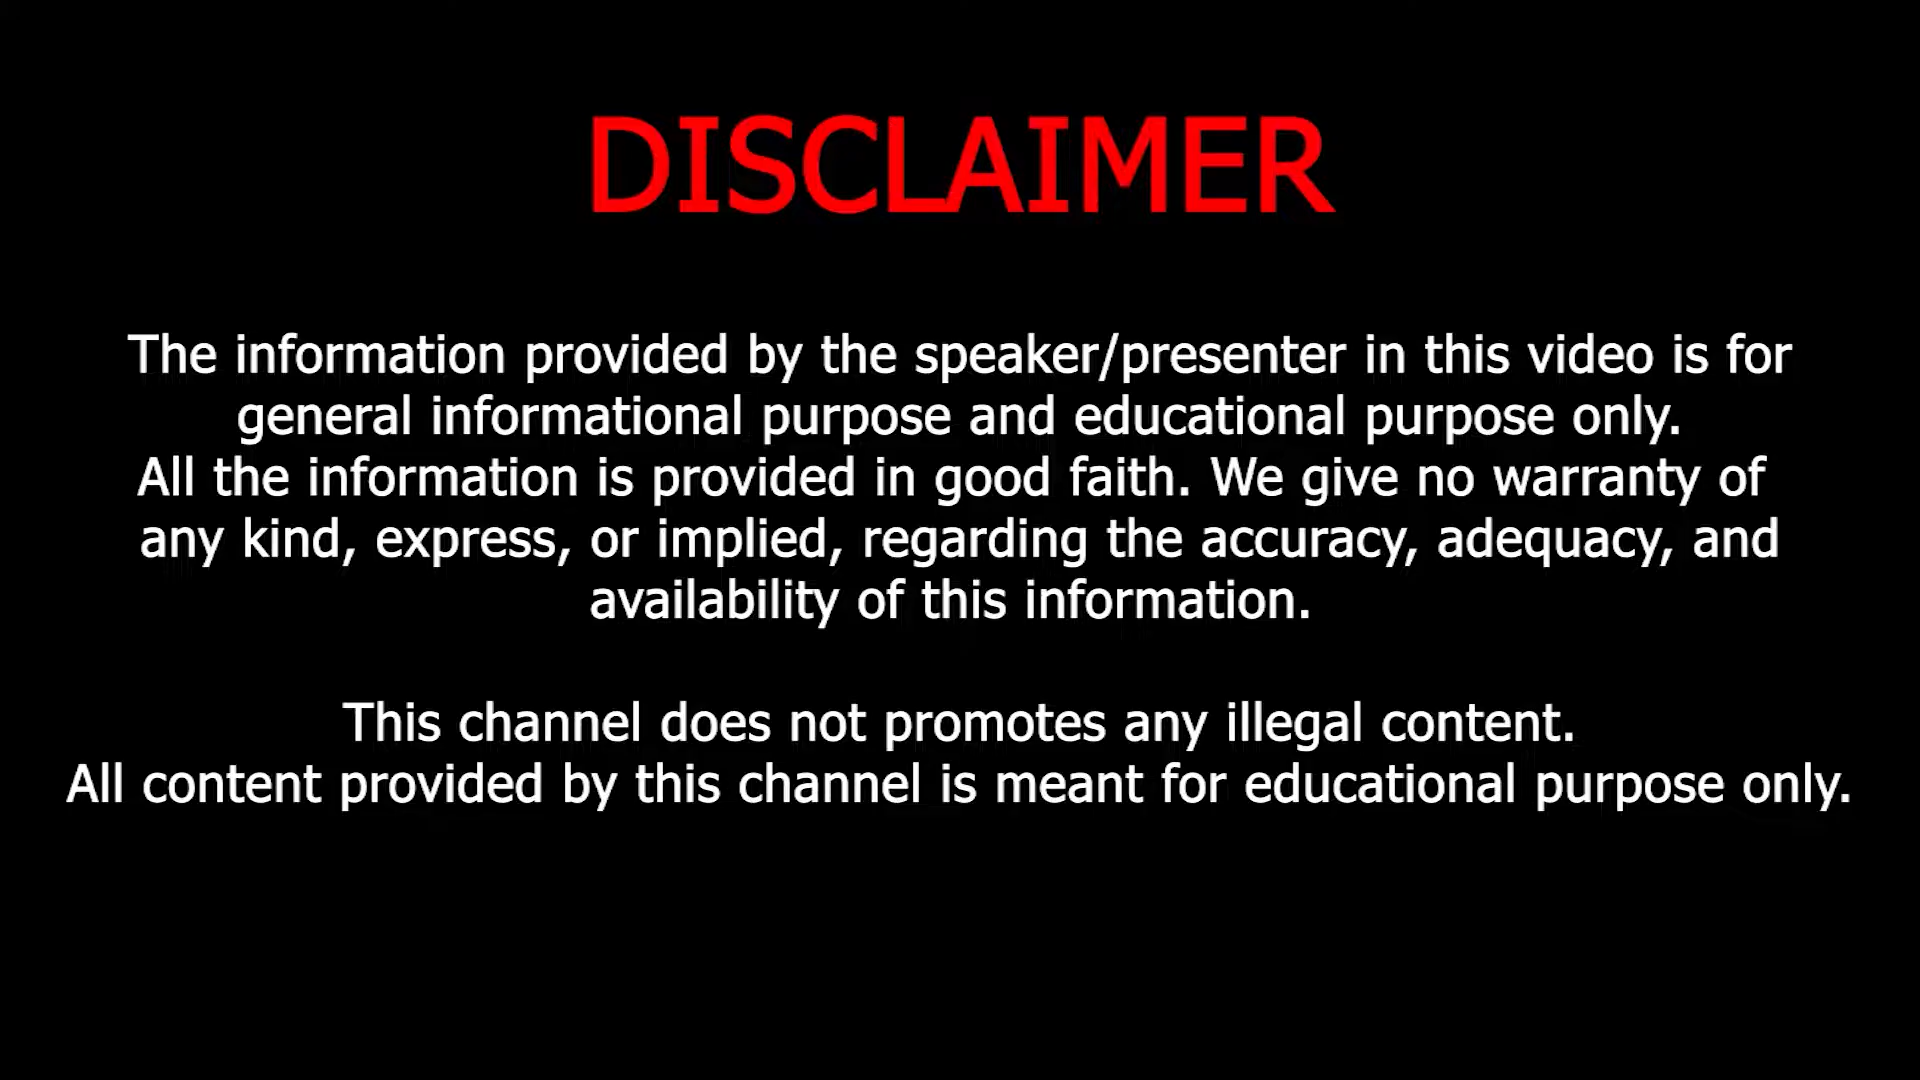 DISCLAIMER
The information provided by the speaker/presenter in this video is for
general informational purpose and educational purpose only.
All the information is provided in good faith. We give no warranty of
any kind, express, or implied, regarding the accuracy, adequacy, and
availability of this information.
This channel does not promotes any illegal content.
All content provided by this channel is meant for educational purpose only.